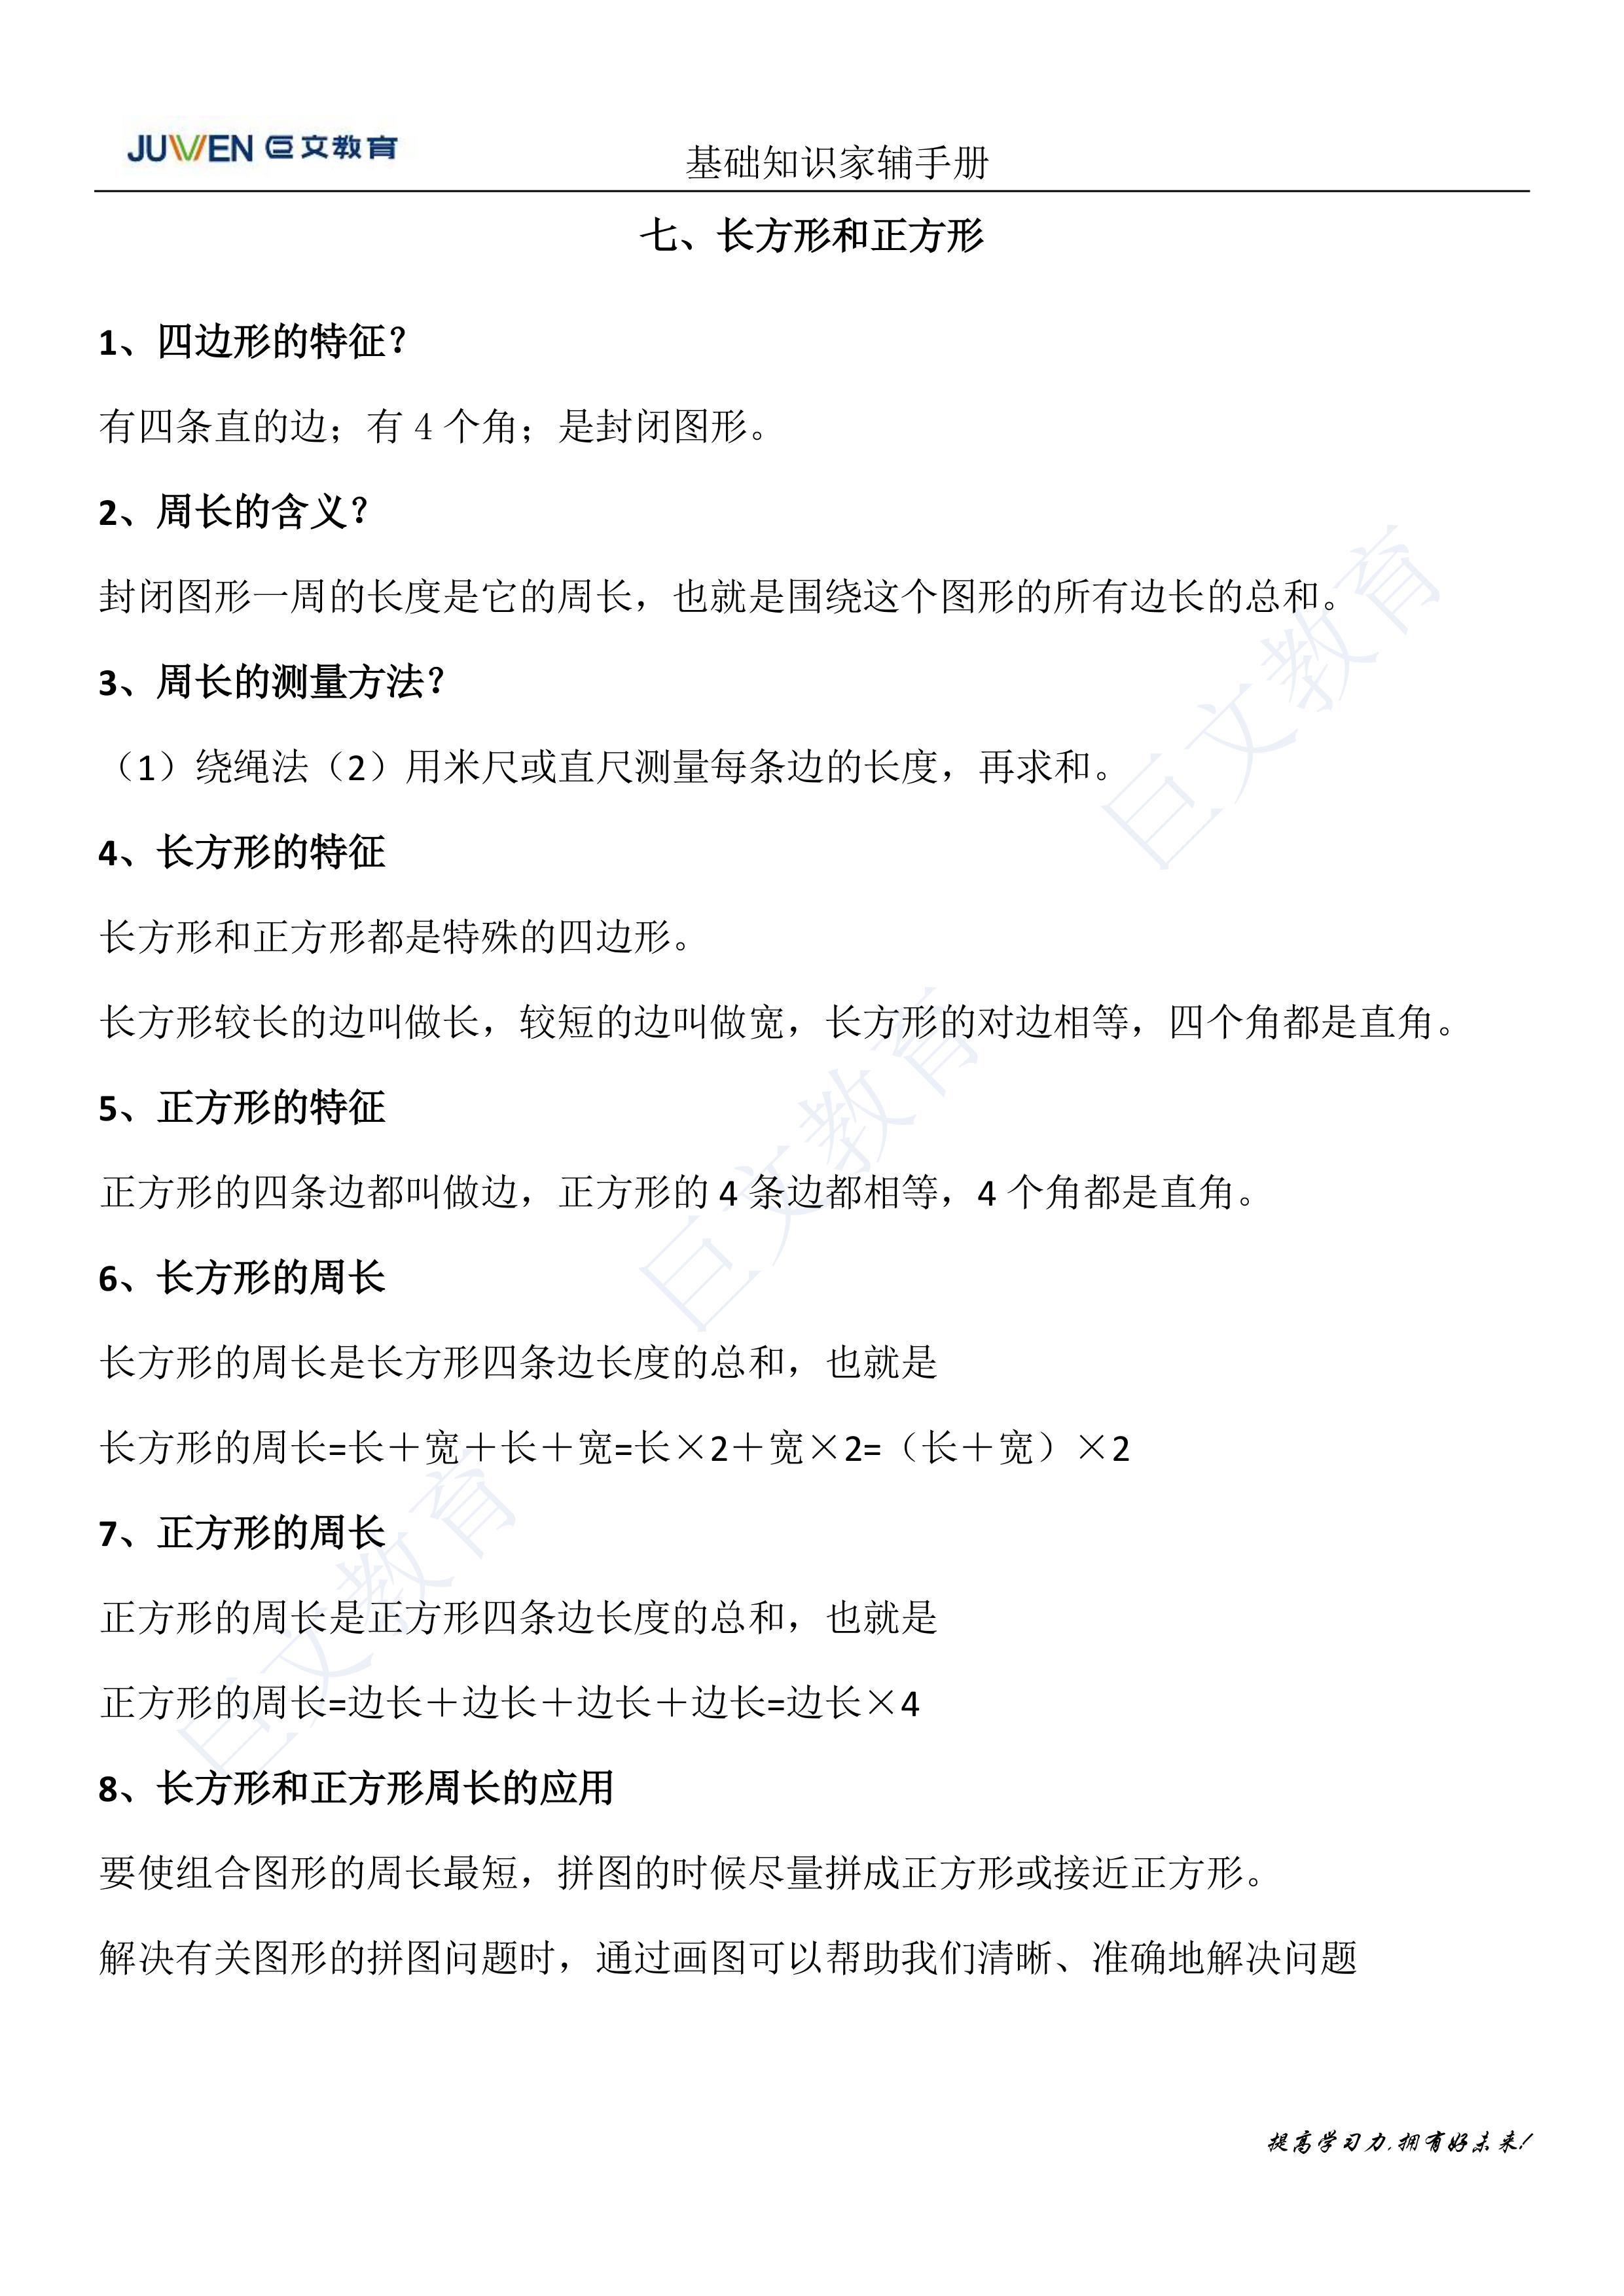 JUWEN 巨文教育
基础知识家辅手册
七、长方形和正方形
1、四边形的特征?
有四条直的边；有 4 个角；是封闭图形。
2、周长的含义?
封闭图形一周的长度是它的周长，也就是围绕这个图形的所有边长的总和。
3、周长的测量方法?
（1）绕绳法（2）用米尺或直尺测量每条边的长度，再求和。
4、长方形的特征
长方形和正方形都是特殊的四边形。
长方形较长的边叫做长，较短的边叫做宽，长方形的对边相等，四个角都是直角。
5、正方形的特征
正方形的四条边都叫做边，正方形的 4 条边都相等，4 个角都是直角。
6、长方形的周长
长方形的周长是长方形四条边长度的总和，也就是
长方形的周长=长＋宽＋长＋宽=长×2＋宽×2=（长＋宽）×2
7、正方形的周长
正方形的周长是正方形四条边长度的总和，也就是
正方形的周长=边长＋边长＋边长＋边长=边长×4
8、长方形和正方形周长的应用
要使组合图形的周长最短，拼图的时候尽量拼成正方形或接近正方形。
解决有关图形的拼图问题时，通过画图可以帮助我们清晰、准确地解决问题
巨文教育
巨文教育
巨文教育
提高学习力,拥有好未来!